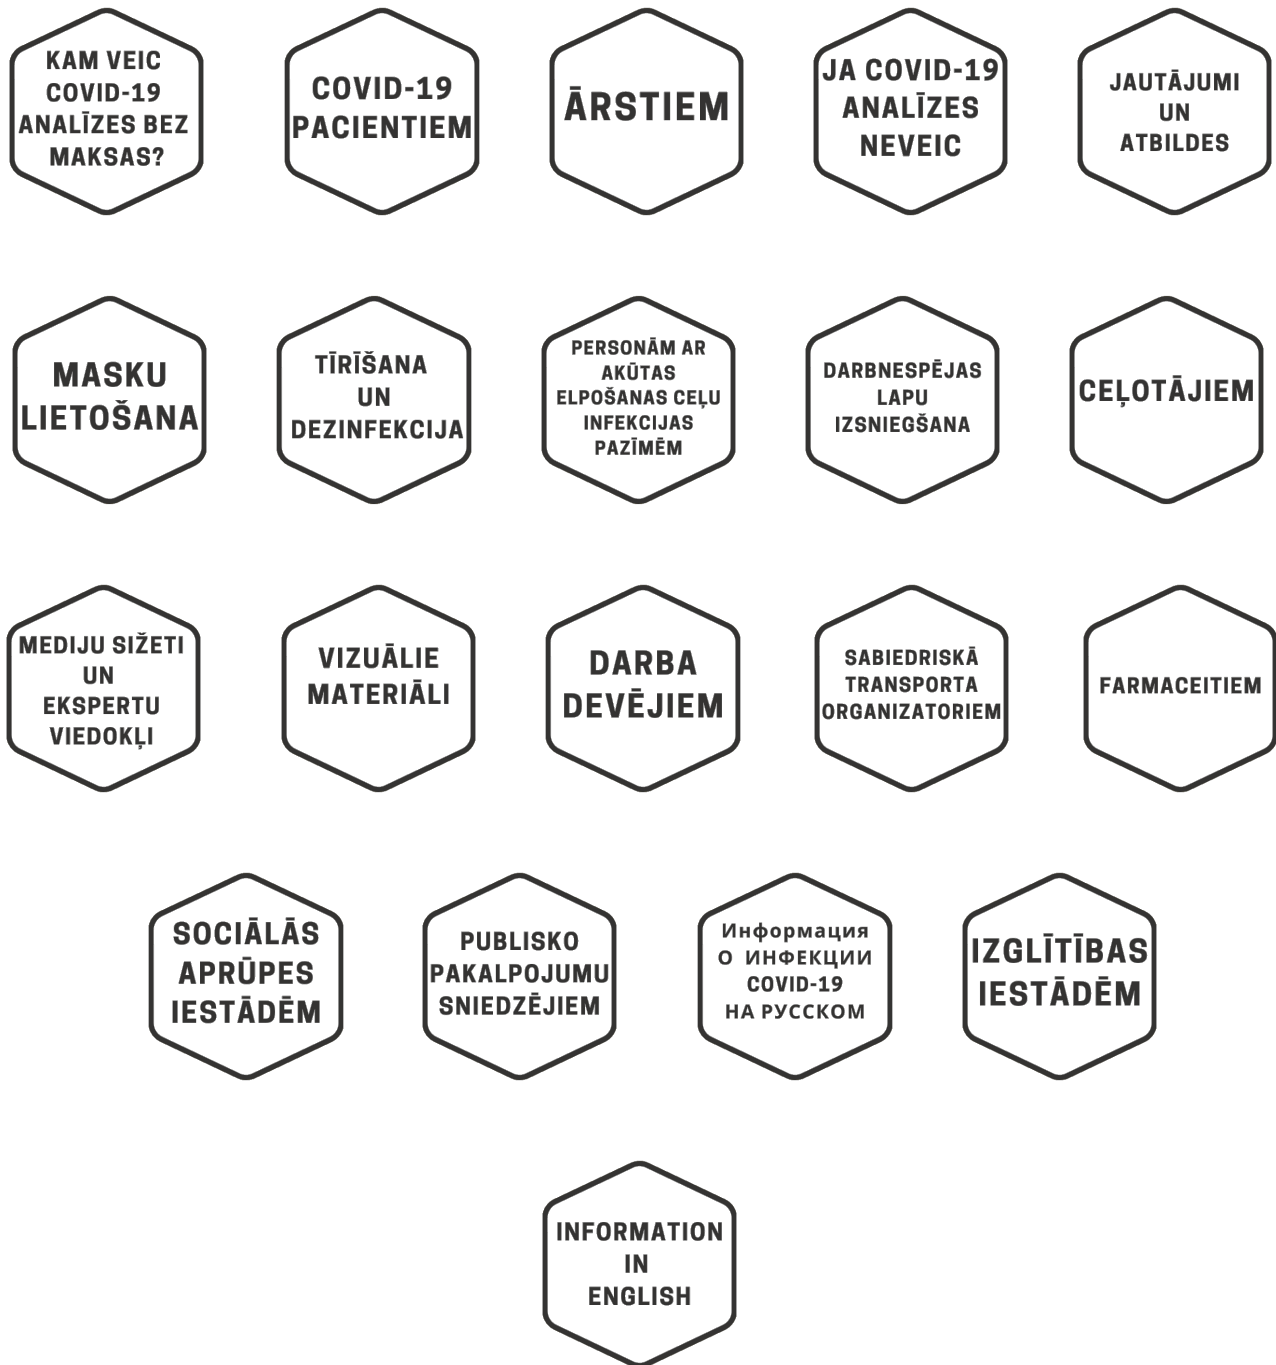 KAM VEIC
COVID-19
ANALĪZES BEZ
MAKSAS?
COVID-19
PACIENTIEM
ĀRSTIEM
JA COVID-19
ANALĪZES
NEVEIC
JAUTĀJUMI
UN
ATBILDES
MASKU
LIETOŠANA
TĪRĪŠANA
UN
DEZINFEKCIJA
PERSONĀM AR
AKŪTAS
ELPOŠANAS CEĻU
INFEKCIJAS
PAZĪMĒM
DARBNESPĒJAS
LAPU
IZSNIEGŠANA
CEĻOTĀJIEM
MEDIJU SIŽETI
UN
EKSPERTU
VIEDOKĻI
VIZUĀLIE
MATERIĀLI
DARBA
DEVĒJIEM
SABIEDRISKĀ
TRANSPORTA
ORGANIZATORIEM
FARMACEITIEM
SOCIĀLĀS
APRŪPES
IESTĀDĒM
PUBLISKO
PAKALPOJUMU
SNIEDZĒJIEM
Информация
О ИНФЕКЦИИ
COVID-19
НА РУССКОМ
IZGLĪTĪBAS
IESTĀDĒM
INFORMATION
IN
ENGLISH